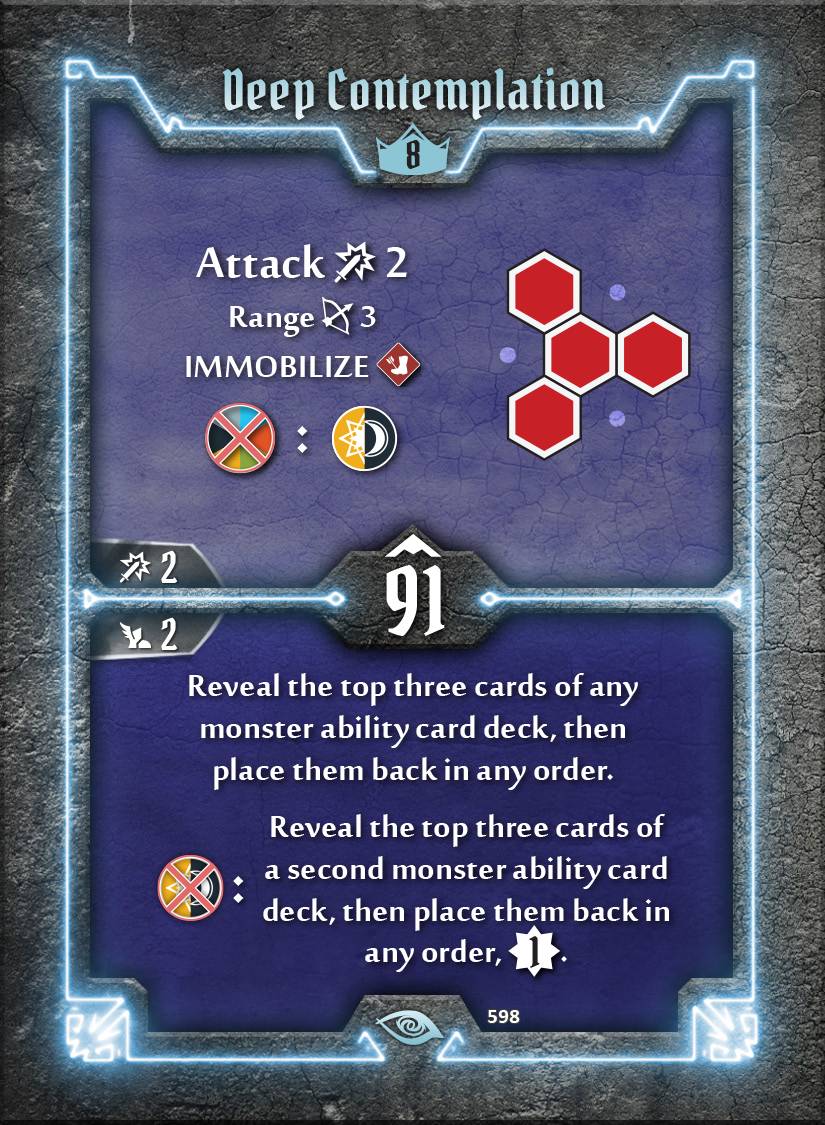 Deep Contemplation
8
Attack 2
Range 3
IMMOBILIZE
:
2
91
2
Reveal the top three cards of any
monster ability card deck, then
place them back in any order.
Reveal the top three cards of
a second monster ability card
: deck, then place them back in
any order, 1.
598